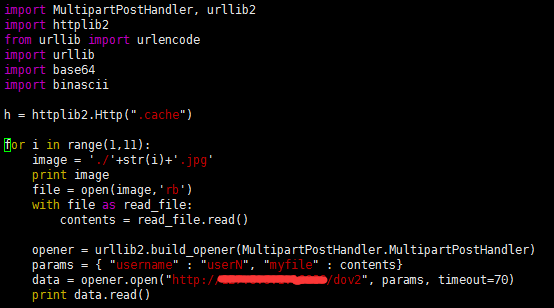 import MultipartPostHandler, urllib2
import httplib2
from urllib import urlencode
import urllib
import base64
import binascii
h = httplib2.Http(".cache")
for i in range(1,11):
    image = './'+str(i)+'.jpg'
    print image
    file = open(image,'rb')
    with file as read_file:
        contents = read_file.read()
    opener = urllib2.build_opener(MultipartPostHandler.MultipartPostHandler)
    params = { "username" : "userN", "myfile" : contents}
    data = opener.open("http:/ /dov2", params, timeout=70)
    print data.read()